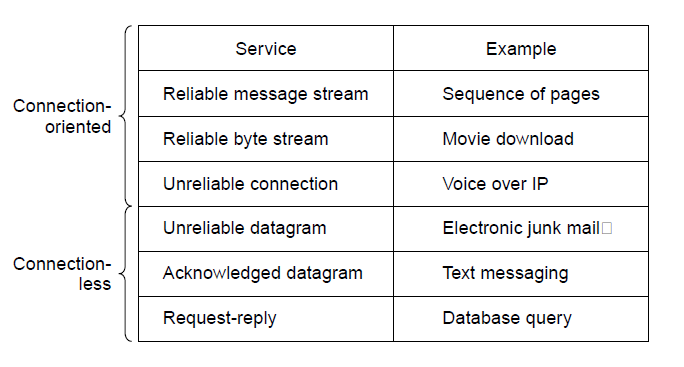 Service Example
Reliable message stream Sequence of pages
Connection-
oriented
Reliable byte stream Movie download
Unreliable connection Voice over IP
Unreliable datagram Electronic junk mail□
Connection-
less
Acknowledged datagram Text messaging
Request-reply Database query